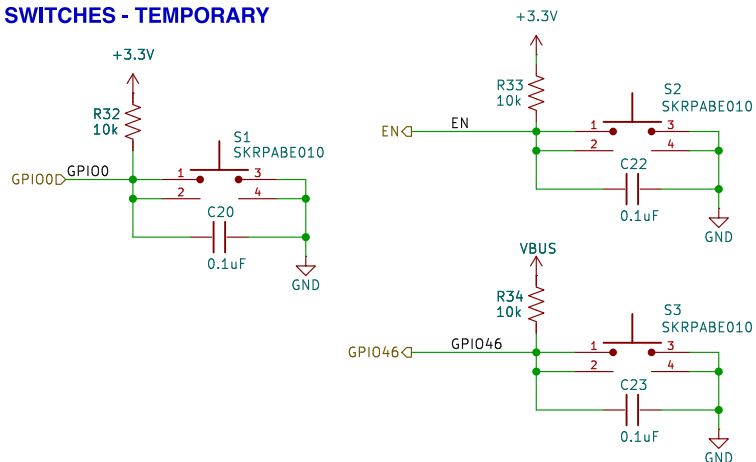 SWITCHES - TEMPORARY
+3.3V
R32
10k
S1
SKRPABE010
GPIO0
GPIO0
1
3
2
4
C20
0.1uF
GND
+3.3V
R33
10k
S2
SKRPABE010
EN
EN
1
3
2
4
C22
0.1uF
GND
VBUS
R34
10k
S3
SKRPABE010
GPIO46
GPIO46
1
3
2
4
C23
0.1uF
GND